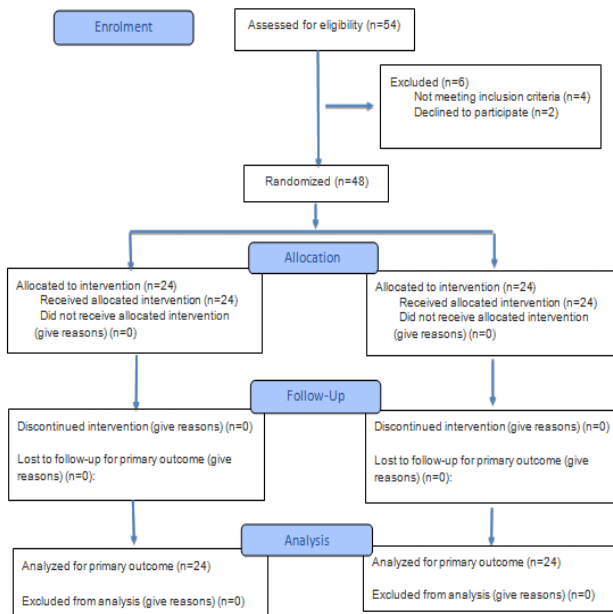 Enrolment
Assessed for eligibility (n=54)
Excluded (n=6)
Not meeting inclusion criteria (n=4)
Declined to participate (n=2)
Randomized (n=48)
Allocation
Allocated to intervention (n=24)
Received allocated intervention (n=24)
Did not receive allocated intervention
(give reasons) (n=0)
Allocated to intervention (n=24)
Received allocated intervention (n=24)
Did not receive allocated intervention
(give reasons) (n=0)
Follow-Up
Discontinued intervention (give reasons) (n=0)
Lost to follow-up for primary outcome (give
reasons) (n=0):
Discontinued intervention (give reasons) (n=0)
Lost to follow-up for primary outcome (give
reasons) (n=0):
Analysis
Analyzed for primary outcome (n=24)
Excluded from analysis (give reasons) (n=0)
Analyzed for primary outcome (n=24)
Excluded from analysis (give reasons) (n=0)